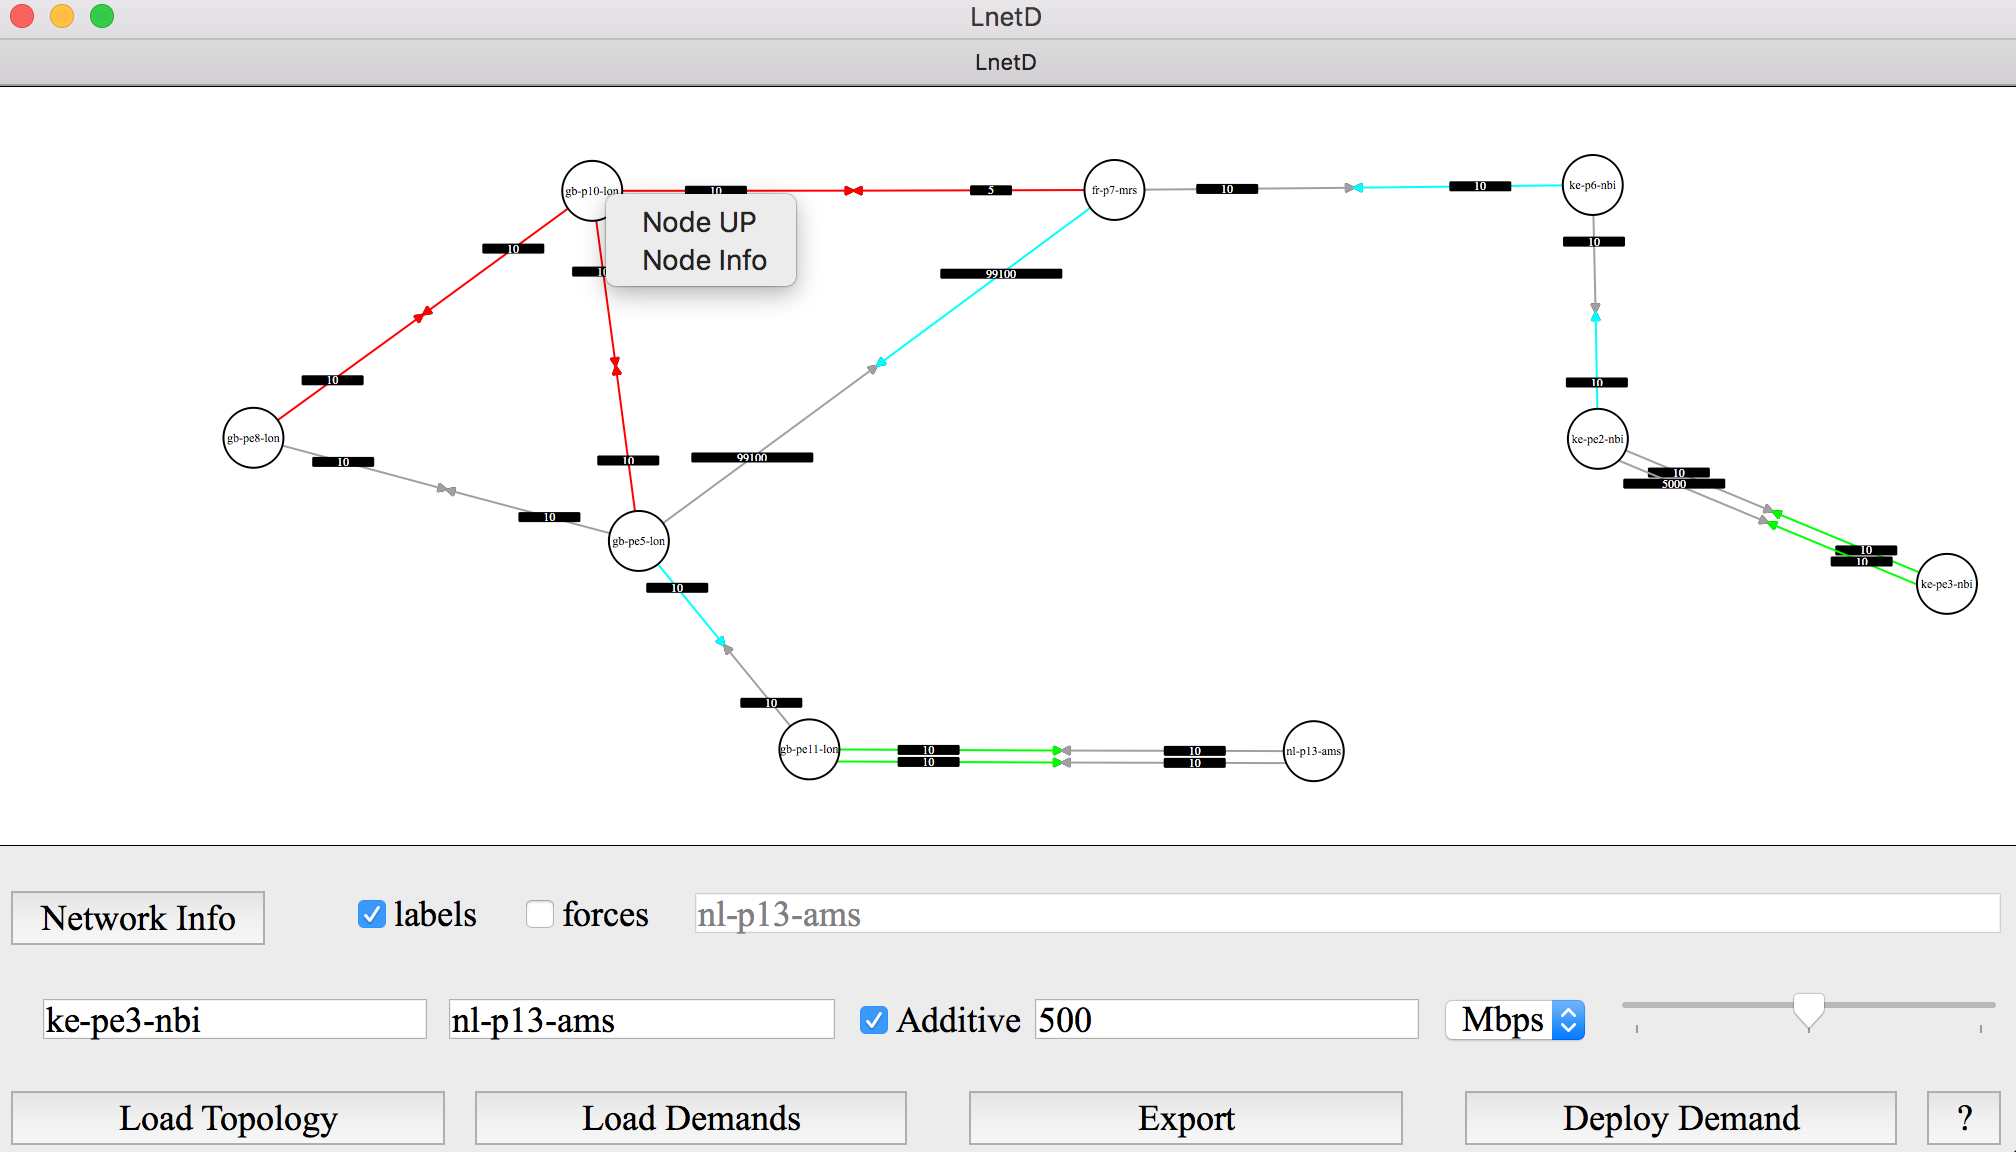 LnetD
LnetD
gb-p10-lon
10
5
fr-p7-mrs
10
10
ke-p6-nbi
Node UP
Node Info
10
10
10
99100
10
10
10
gb-pe8-lon
10
10
99100
ke-pe2-nbi
10
5000
10
gb-pe5-lon
10
10
ke-pe3-nbi
10
10
gb-pe11-lon
10
10
10
10
nl-p13-ams
Network Info
labels
forces
nl-p13-ams
ke-pe3-nbi
nl-p13-ams
Additive
500
Mbps
Load Topology
Load Demands
Export
Deploy Demand
?